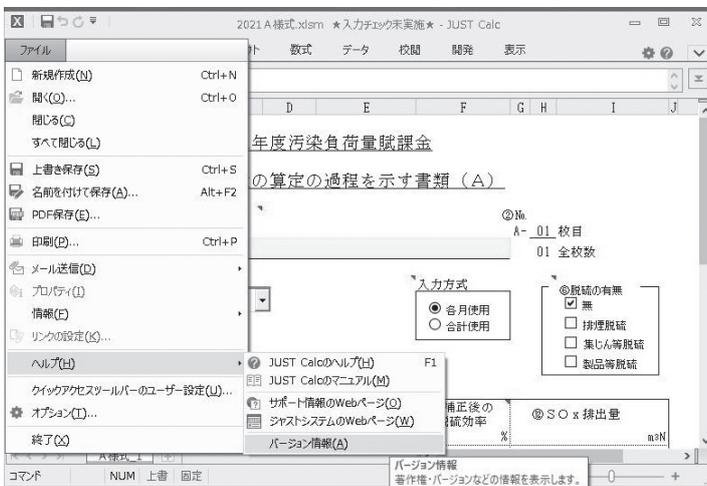 2021A様式.xlsm ★入力チェック未実施★ - JUST Calc
ファイル 数式 データ 校閲 開発 表示
新規作成(N) Ctrl+N
開く(O)... Ctrl+O
閉じる(C)
すべて閉じる(L)
上書き保存(S) Ctrl+S
名前を付けて保存(A)... Alt+F2
PDF保存(E)...
印刷(P)... Ctrl+P
メール送信(D)
プロパティ(I)
情報(F)
リンクの設定(K)...
ヘルプ(H)
クイックアクセスツールバーのユーザー設定(U)...
オプション(T)...
終了(X)
JUST Calcのヘルプ(H) F1
JUST Calcのマニュアル(M)
サポート情報のWebページ(O)
ジャストシステムのWebページ(W)
バージョン情報(A)
バージョン情報
著作権・バージョンなどの情報を表示します。
D E F G H I J
年度汚染負荷量賦課金
の算定の過程を示す書類（A）
②No.
A- 01 枚目
01 全枚数
入力方式
各月使用
合計使用
⑥脱硫の有無
無
排煙脱硫
集じん等脱硫
製品等脱硫
補正後の
脱硫効率
%
SOx排出量
m³N
A様式_1
コマンド NUM 上書 固定